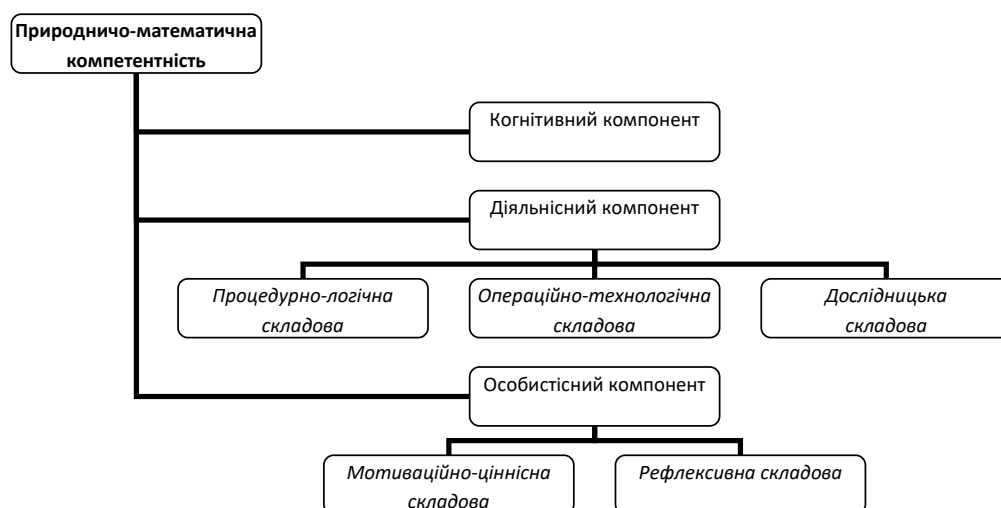 Природничо-математична
компетентність
Когнітивний компонент
Діяльнісний компонент
Процедурно-логічна
складова
Операційно-технологічна
складова
Дослідницька
складова
Особистісний компонент
Мотиваційно-ціннісна
складова
Рефлексивна складова